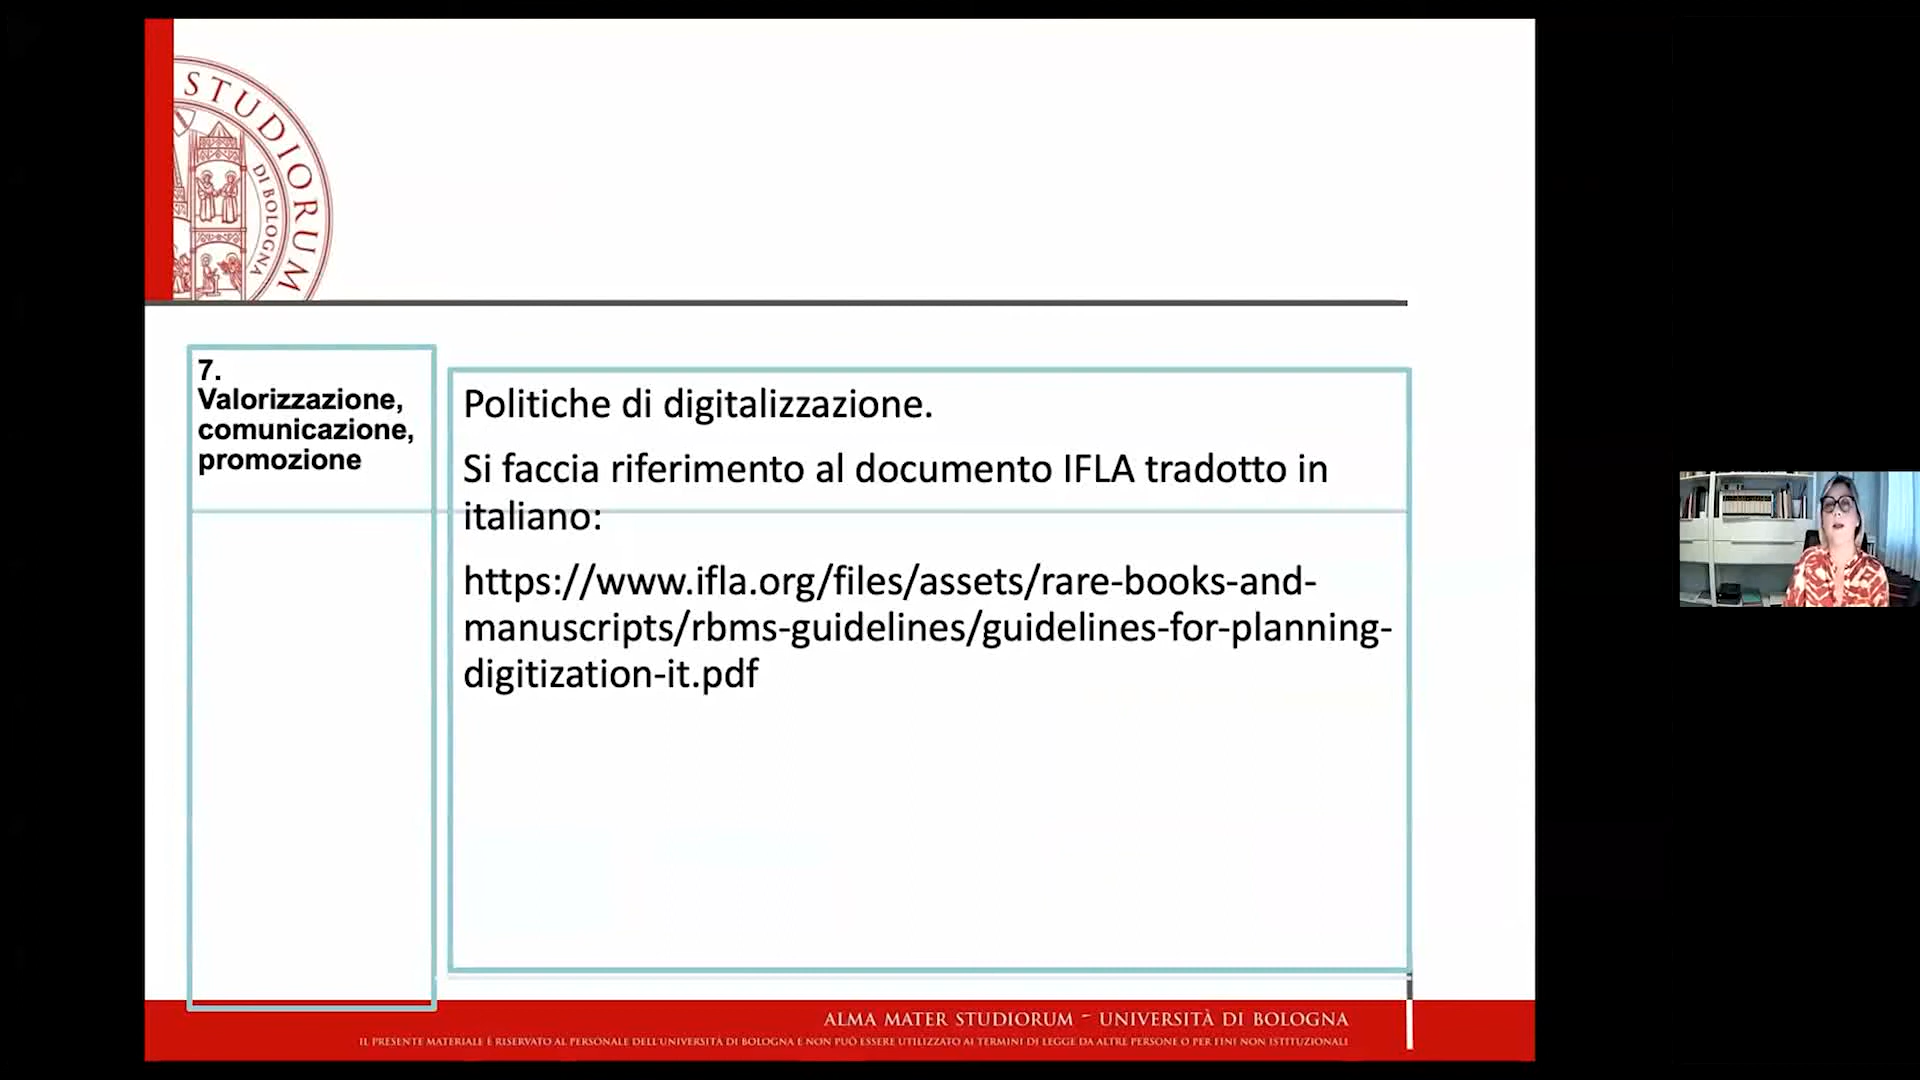 STUDIORUM
DI BOLOGNA
7.
Valorizzazione,
comunicazione,
promozione
Politiche di digitalizzazione.
Si faccia riferimento al documento IFLA tradotto in
italiano:
https://www.ifla.org/files/assets/rare-books-and-
manuscripts/rbms-guidelines/guidelines-for-planning-
digitization-it.pdf
ALMA MATER STUDIORUM - UNIVERSITÀ DI BOLOGNA
IL PRESENTE MATERIALE È RISERVATO AL PERSONALE DELL'UNIVERSITÀ DI BOLOGNA E NON PUÒ ESSERE UTILIZZATO AI TERMINI DI LEGGE DA ALTRE PERSONE O PER FINI NON ISTITUZIONALI